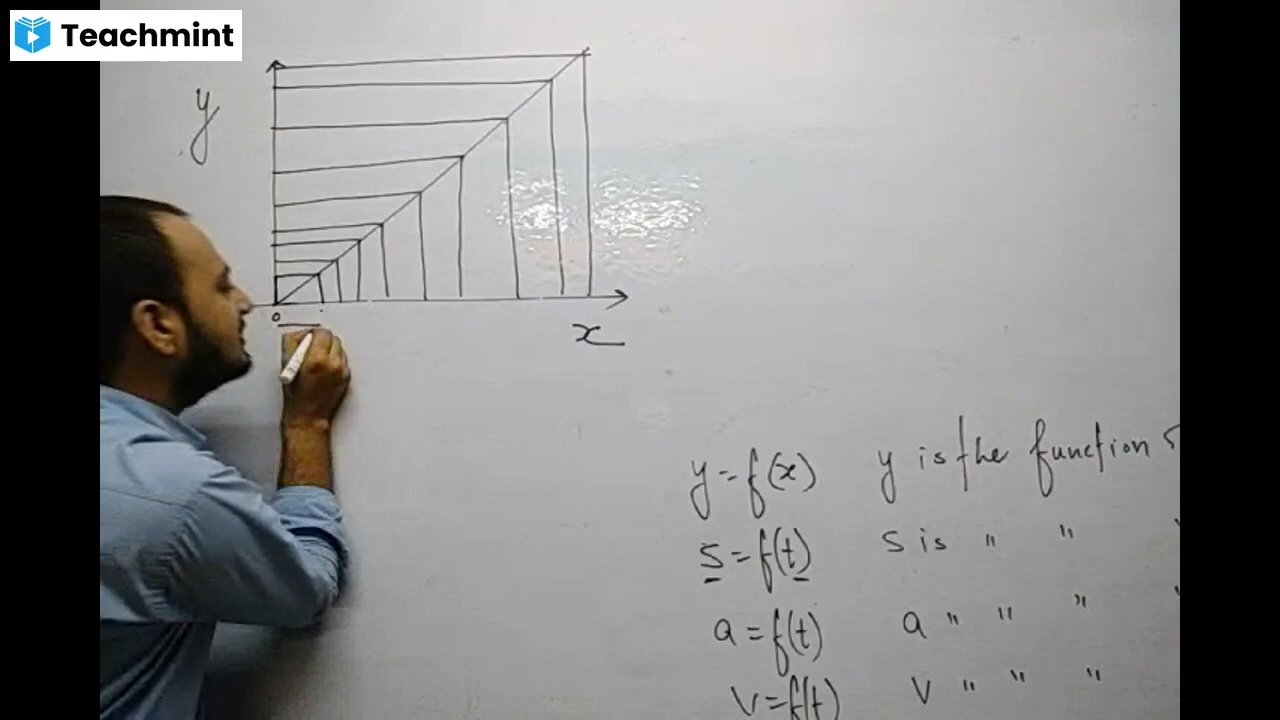 Teachmint
y
0
x
y = f(x) y is the function
S = f(t) S is " "
a = f(t) a " " "
v = f(t) v " " "